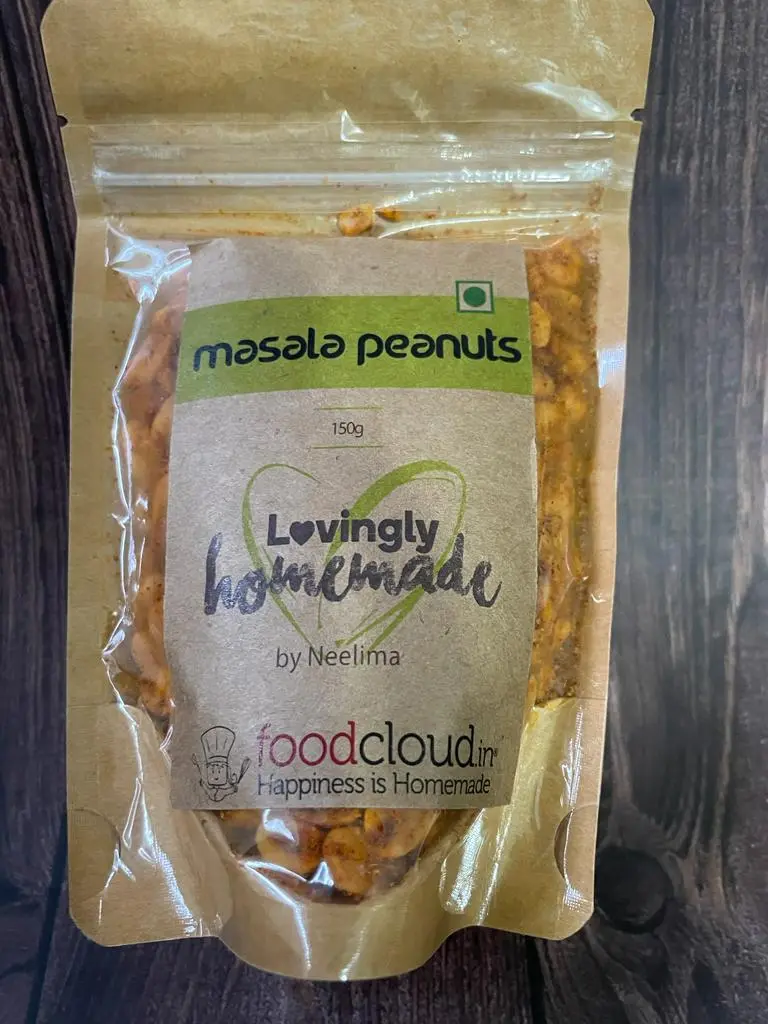 masala peanuts
150g
Lovingly
homemade
by Neelima
foodcloud.in®
Happiness is Homemade